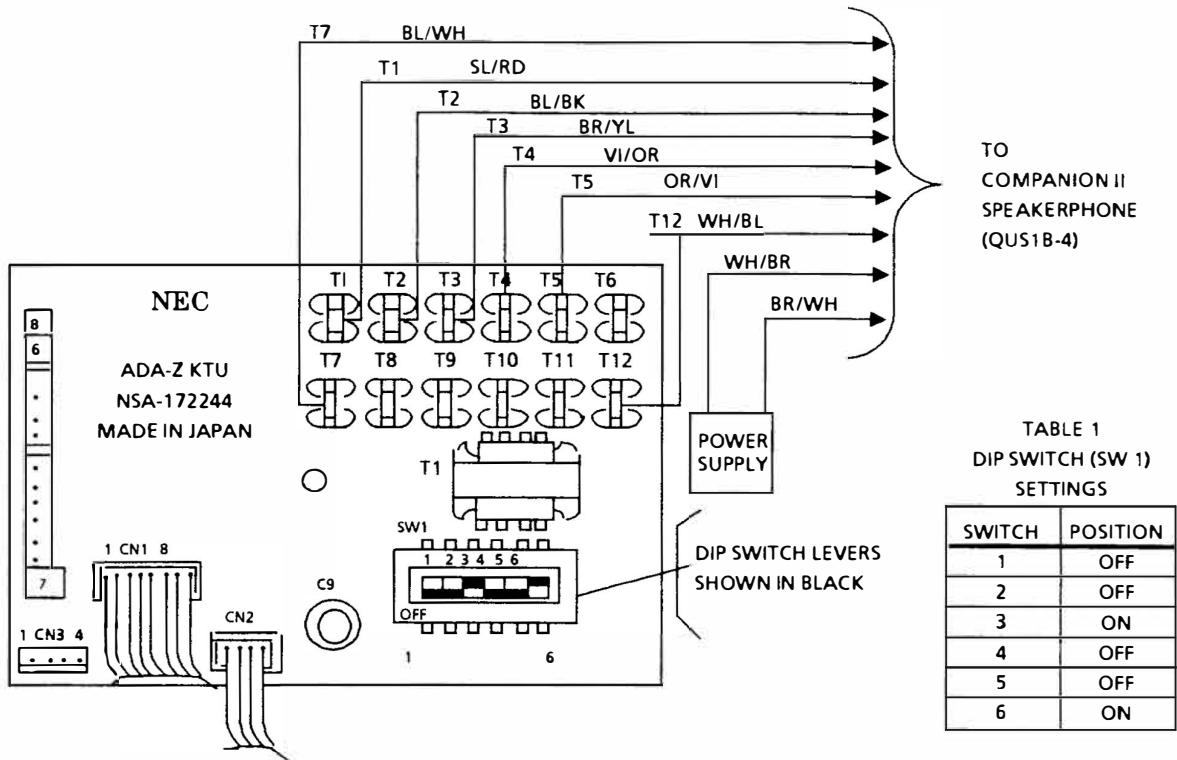 T7 BL/WH
T1 SL/RD
T2 BL/BK
T3 BR/YL
T4 VI/OR
T5 OR/VI
T12 WH/BL
WH/BR
BR/WH
TO
COMPANION II
SPEAKERPHONE
(QUS1B-4)
NEC
ADA-Z KTU
NSA-172244
MADE IN JAPAN
T1 T2 T3 T4 T5 T6
T7 T8 T9 T10 T11 T12
8
6
7
POWER
SUPPLY
T1
SW1
1 2 3 4 5 6
OFF
1 6
DIP SWITCH LEVERS
SHOWN IN BLACK
1 CN1 8
CN2
C9
1 CN3 4
TABLE 1
DIP SWITCH (SW 1)
SETTINGS
SWITCH POSITION
1 OFF
2 OFF
3 ON
4 OFF
5 OFF
6 ON